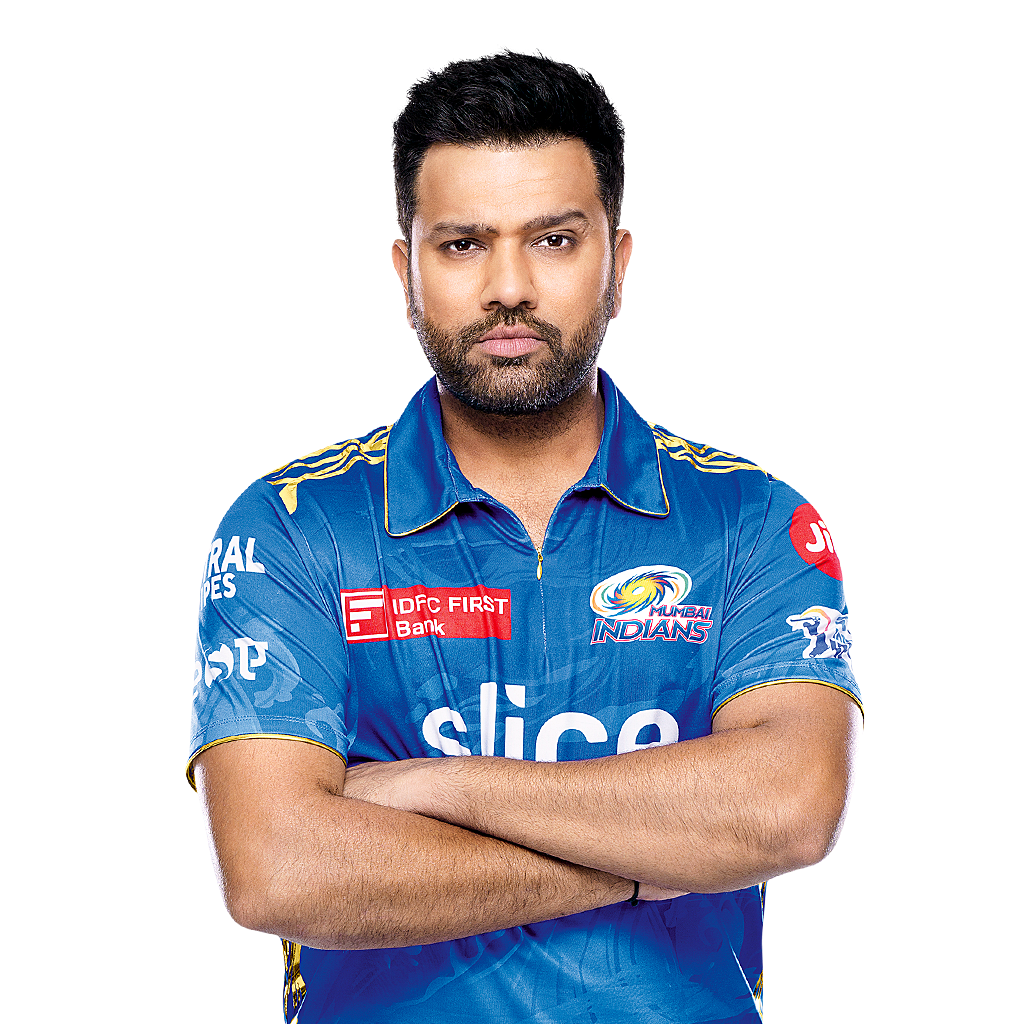 IDFC FIRST
Bank
MUMBAI
INDIANS
slice